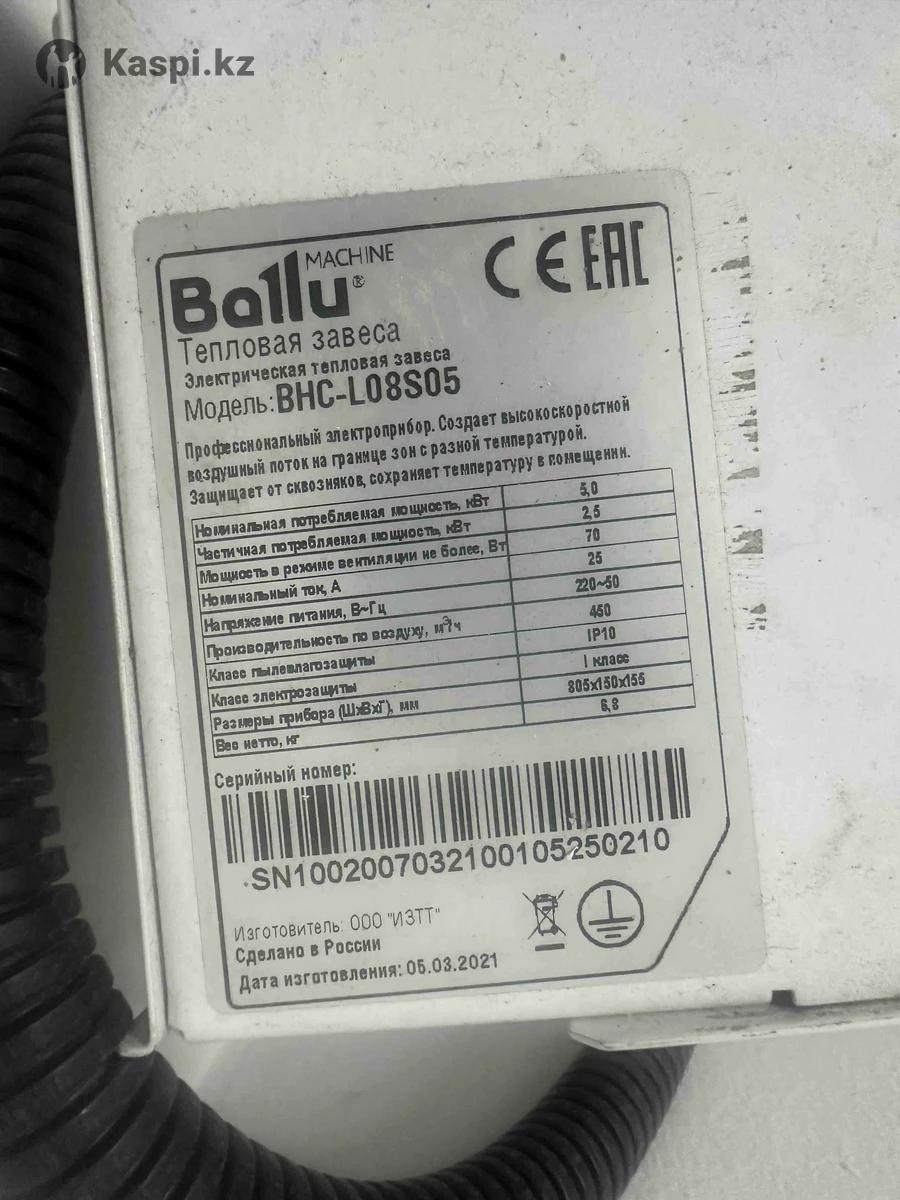 Kaspi.kz
Ballu® MACHINE
CE EAC
Тепловая завеса
Электрическая тепловая завеса
Модель: BHC-L08S05
Профессиональный электроприбор. Создает высокоскоростной
воздушный поток на границе зон с разной температурой.
Защищает от сквозняков, сохраняет температуру в помещении.
Номинальная потребляемая мощность, кВт 5,0
Частичная потребляемая мощность, кВт 2,5
Мощность в режиме вентиляции не более, Вт 70
Номинальный ток, А 25
Напряжение питания, В~Гц 220~50
Производительность по воздуху, м³/ч 450
Класс пылевлагозащиты IP10
Класс электрозащиты I класс
Размеры прибора (ШхВхГ), мм 805x150x155
Вес нетто, кг 6,8
Серийный номер:
SN1002007032100105250210
Изготовитель: ООО "ИЗТТ"
Сделано в России
Дата изготовления: 05.03.2021